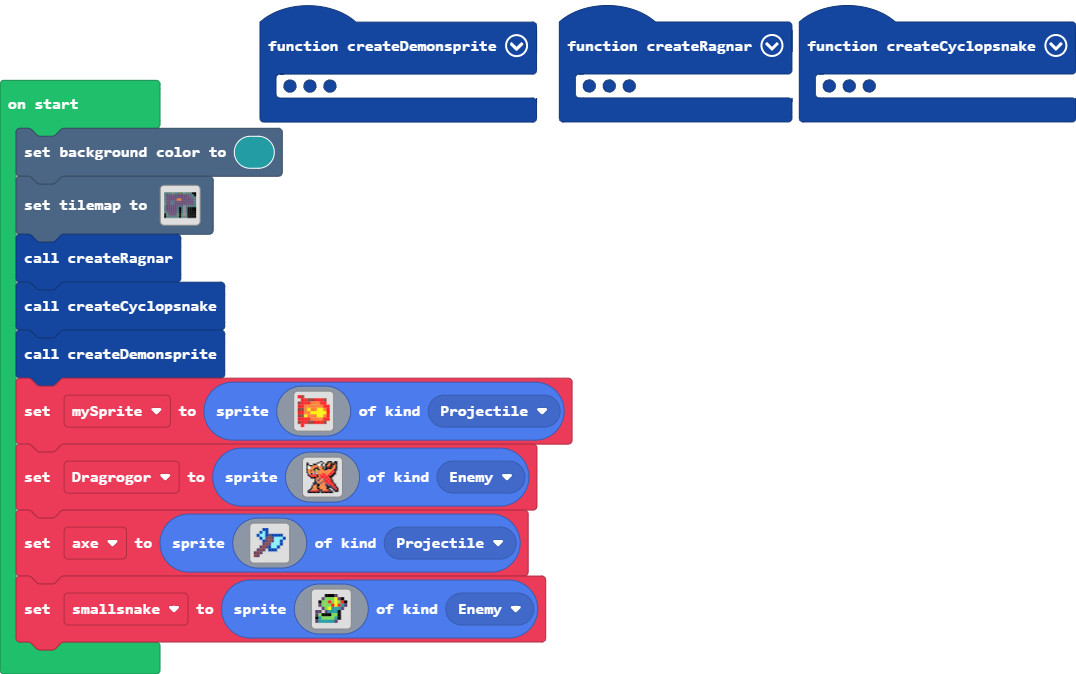 function createDemonsprite
function createRagnar
function createCyclopsnake
on start
set background color to
set tilemap to
call createRagnar
call createCyclopsnake
call createDemonsprite
set mySprite to sprite of kind Projectile
set Dragrogor to sprite of kind Enemy
set axe to sprite of kind Projectile
set smallsnake to sprite of kind Enemy